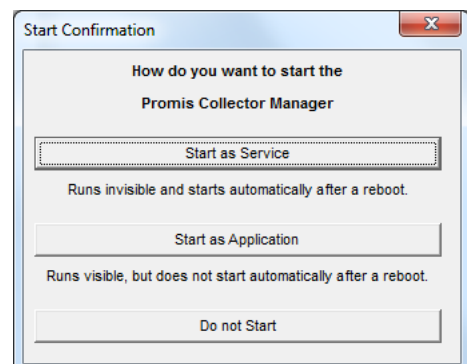 Start Confirmation
How do you want to start the
Promis Collector Manager
Start as Service
Runs invisible and starts automatically after a reboot.
Start as Application
Runs visible, but does not start automatically after a reboot.
Do not Start